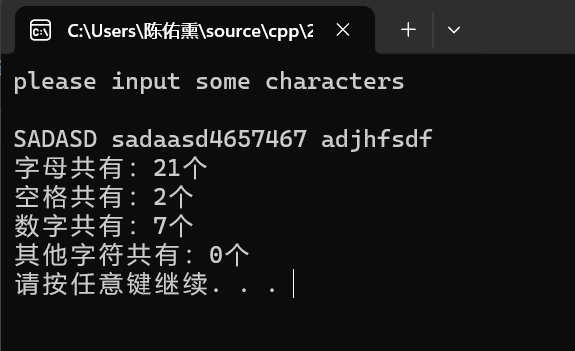 C:\Users\陈佑熏\source\cpp\2
please input some characters
SADASD sadaasd4657467 adjhfsdf
字母共有：21个
空格共有：2个
数字共有：7个
其他字符共有：0个
请按任意键继续. . .